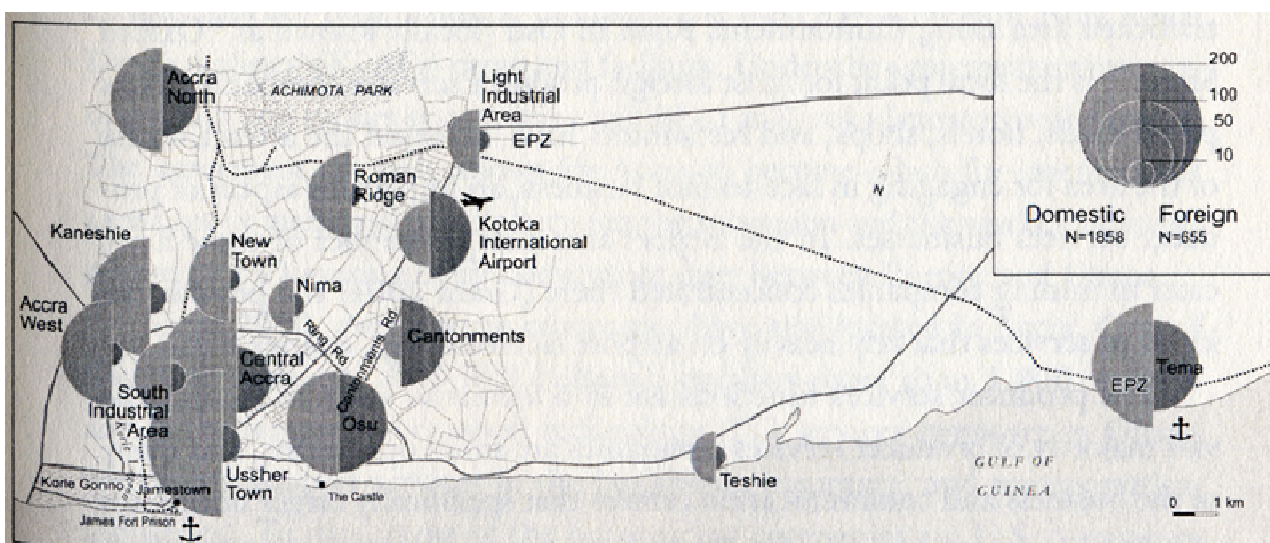 Accra
North
ACHIMOTA PARK
Light
Industrial
Area
EPZ
Roman
Ridge
Kotoka
International
Airport
N
200
100
50
10
Domestic Foreign
N=1858 N=655
Kaneshie
New
Town
Nima
Accra
West
Ring Rd
Cantonments Rd
Cantonments
Central
Accra
South
Industrial
Area
Osu
Korle Lagoon
Ussher
Town
Korle Gonno
Jamestown
James Fort Prison
The Castle
Teshie
EPZ
Tema
GULF OF
GUINEA
0 1 km